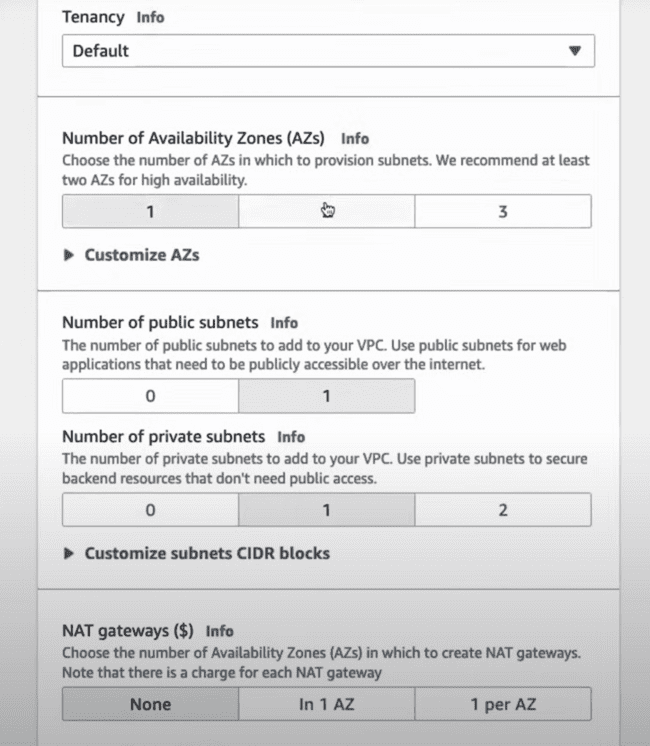 Tenancy Info
Default
Number of Availability Zones (AZs) Info
Choose the number of AZs in which to provision subnets. We recommend at least
two AZs for high availability.
1 3
Customize AZs
Number of public subnets Info
The number of public subnets to add to your VPC. Use public subnets for web
applications that need to be publicly accessible over the internet.
0 1
Number of private subnets Info
The number of private subnets to add to your VPC. Use private subnets to secure
backend resources that don't need public access.
0 1 2
Customize subnets CIDR blocks
NAT gateways ($) Info
Choose the number of Availability Zones (AZs) in which to create NAT gateways.
Note that there is a charge for each NAT gateway
None In 1 AZ 1 per AZ